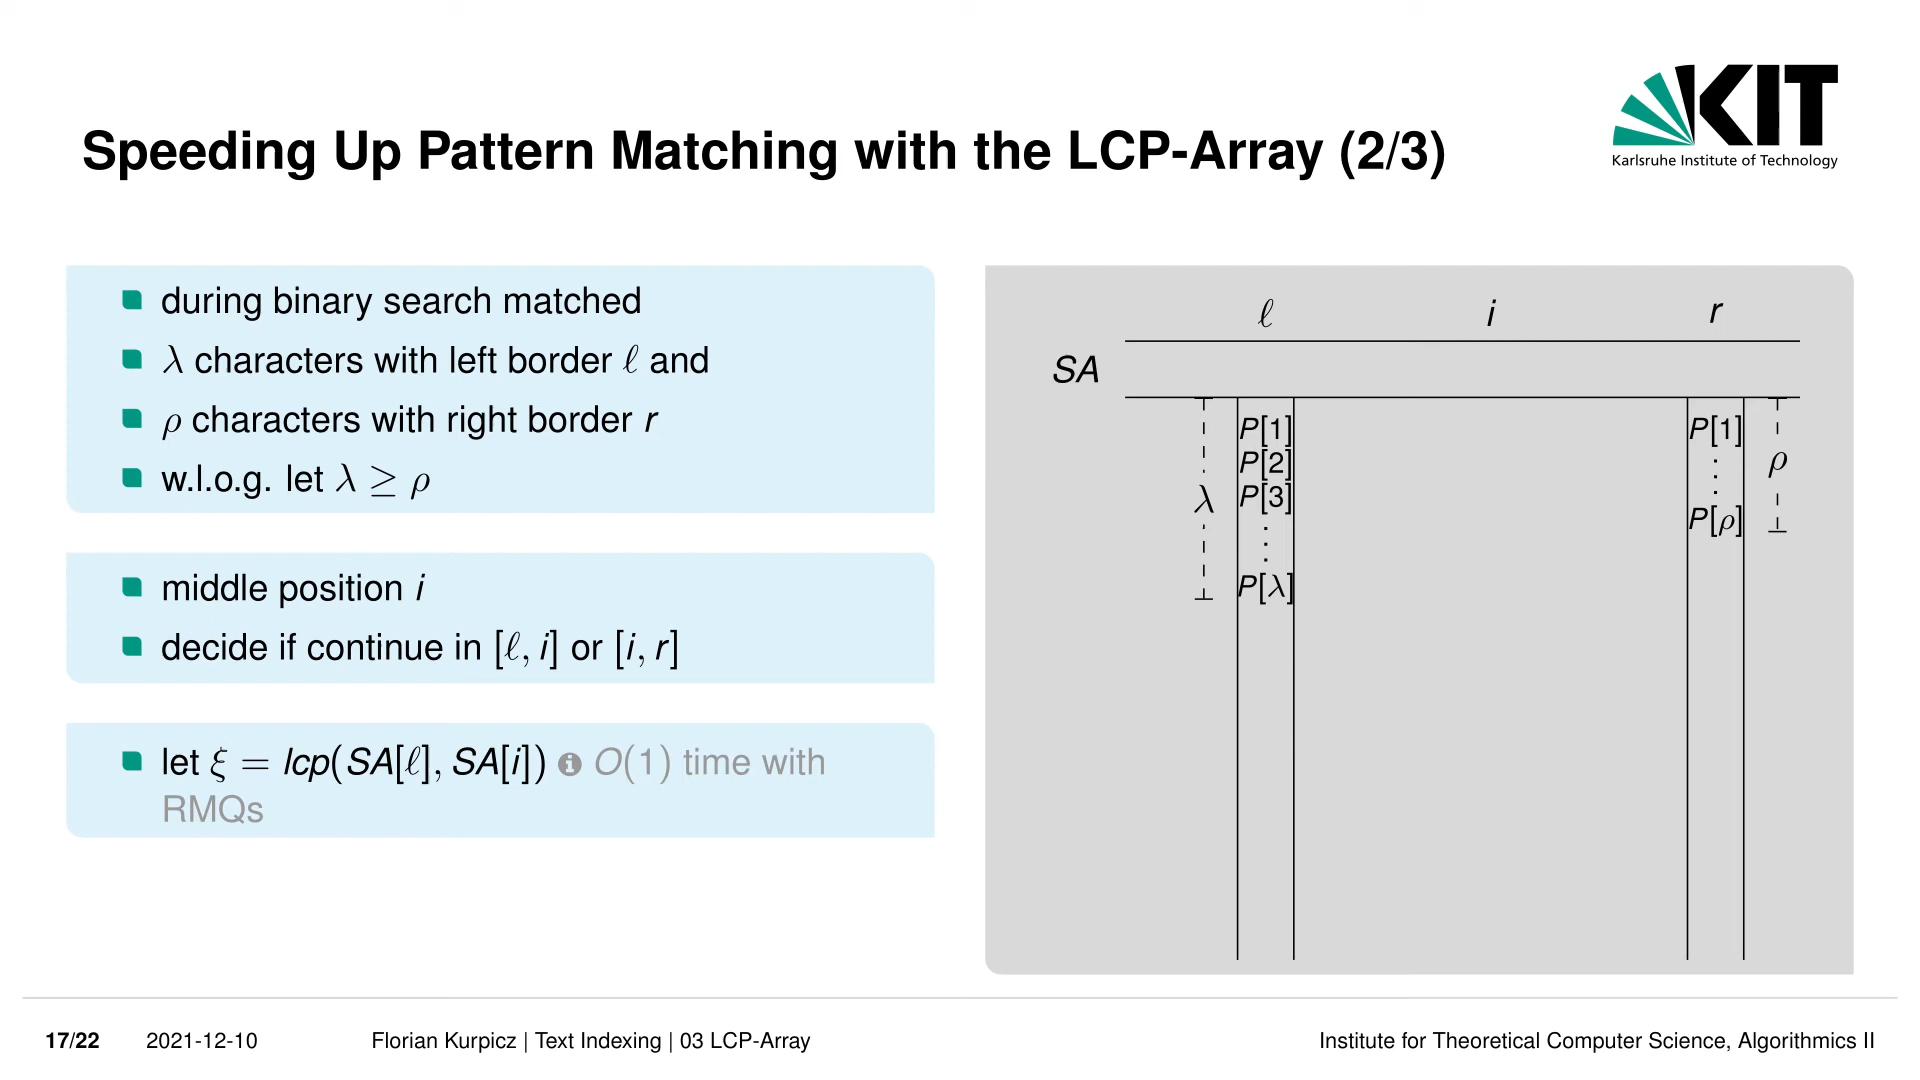 KIT
Karlsruhe Institute of Technology
Speeding Up Pattern Matching with the LCP-Array (2/3)
during binary search matched
λ characters with left border ℓ and
ρ characters with right border r
w.l.o.g. let λ ≥ ρ
middle position i
decide if continue in [ℓ, i] or [i, r]
let ξ = lcp(SA[ℓ], SA[i]) O(1) time with
RMQs
ℓ i r
SA
P[1] P[1]
P[2] ρ
λ P[3]
⋮ ⋮
P[ρ]
P[λ]
17/22 2021-12-10 Florian Kurpicz | Text Indexing | 03 LCP-Array Institute for Theoretical Computer Science, Algorithmics II